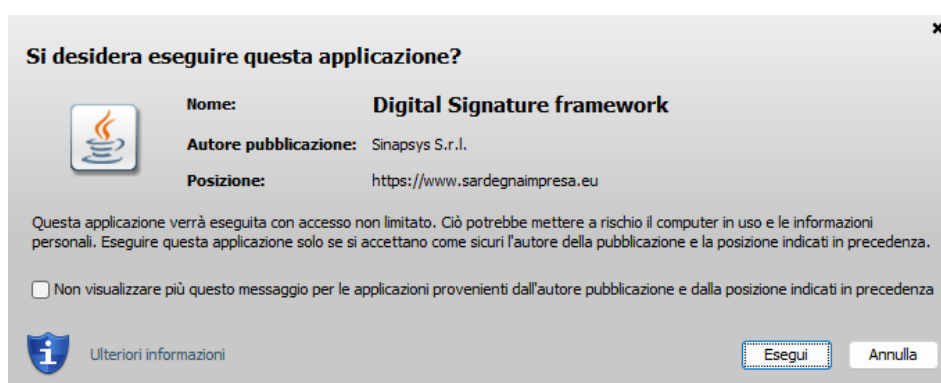 Si desidera eseguire questa applicazione?
Nome: Digital Signature framework
Autore pubblicazione: Sinapsys S.r.l.
Posizione: https://www.sardegnaimpresa.eu
Questa applicazione verrà eseguita con accesso non limitato. Ciò potrebbe mettere a rischio il computer in uso e le informazioni
personali. Eseguire questa applicazione solo se si accettano come sicuri l'autore della pubblicazione e la posizione indicati in precedenza.
Non visualizzare più questo messaggio per le applicazioni provenienti dall'autore pubblicazione e dalla posizione indicati in precedenza
Ulteriori informazioni Esegui Annulla